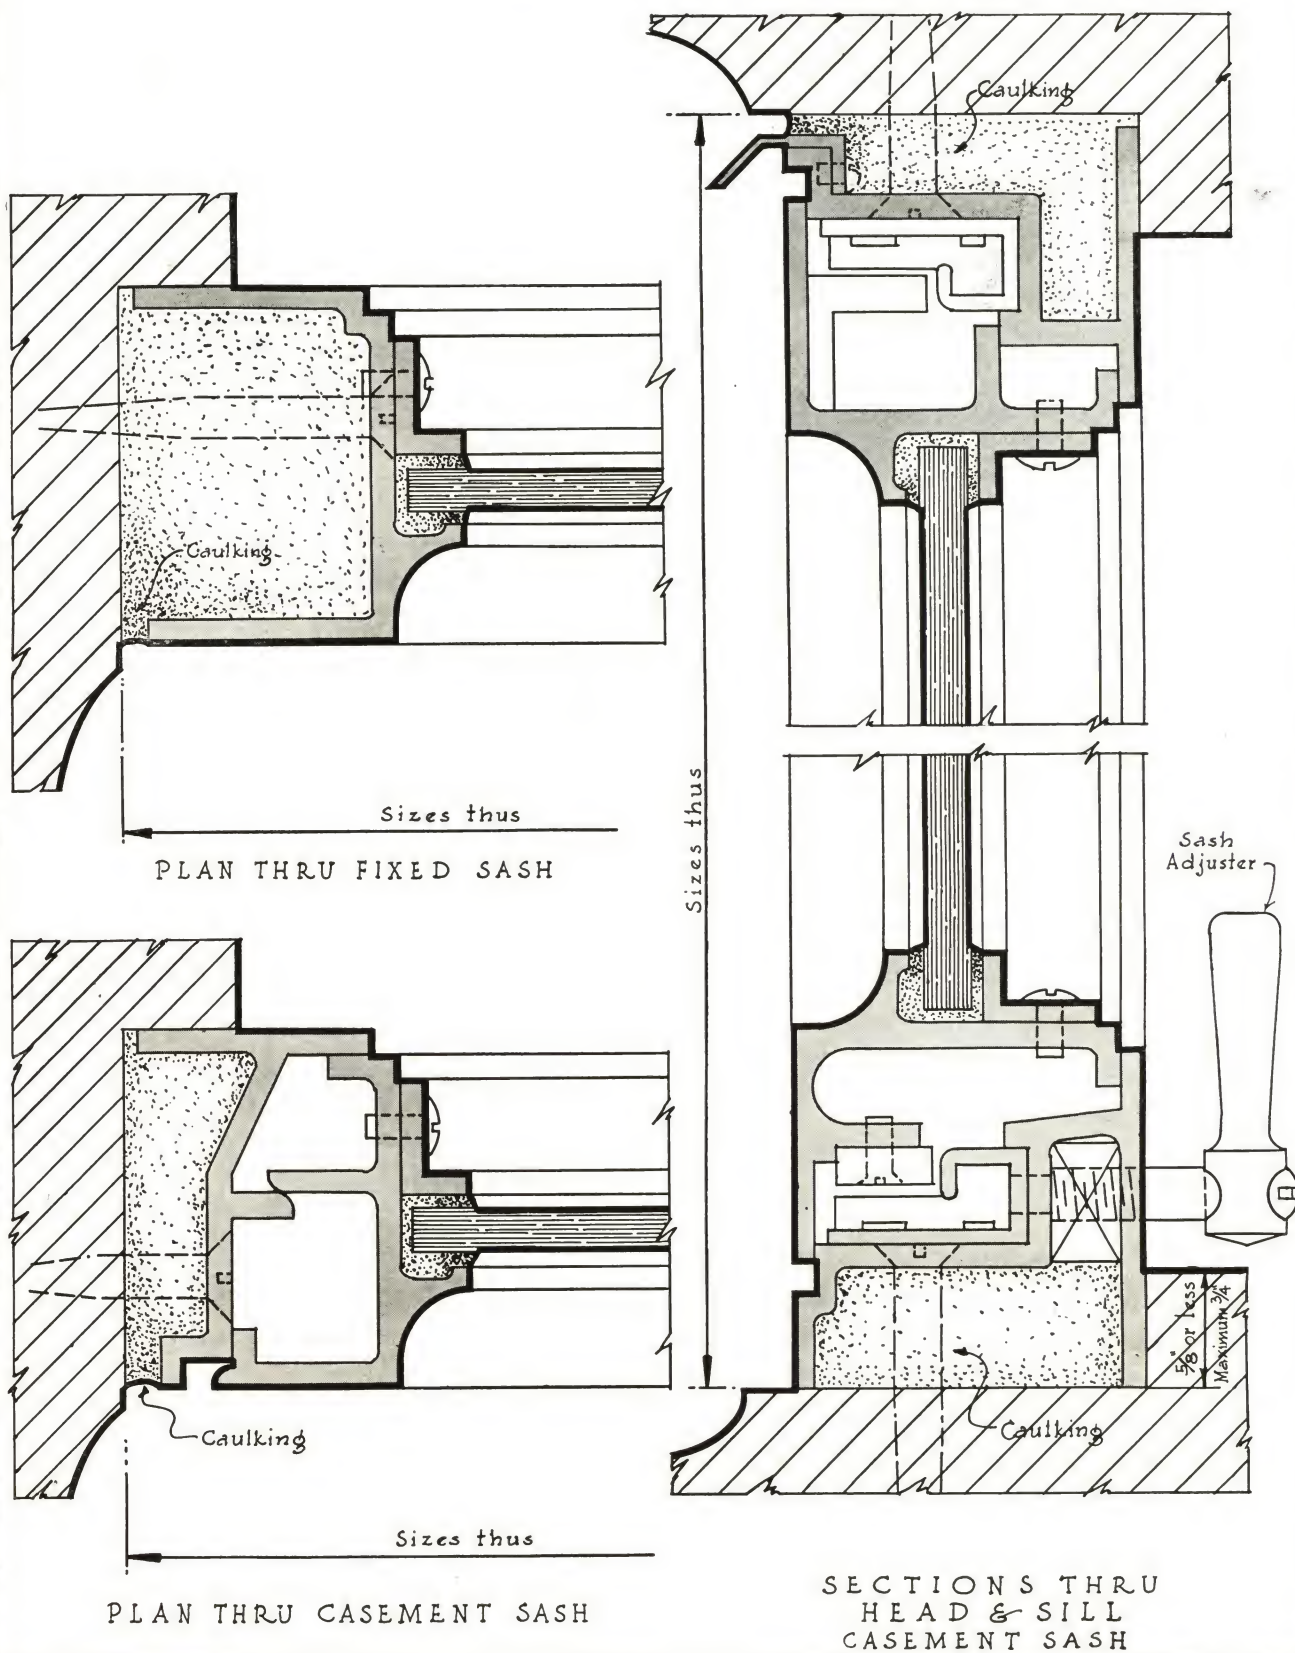 Caulking
Caulking
Sizes thus
PLAN THRU FIXED SASH
Sizes thus
Sash
Adjuster
5/8" or less
Maximum 3/4"
Caulking
Caulking
Sizes thus
PLAN THRU CASEMENT SASH
SECTIONS THRU
HEAD & SILL
CASEMENT SASH